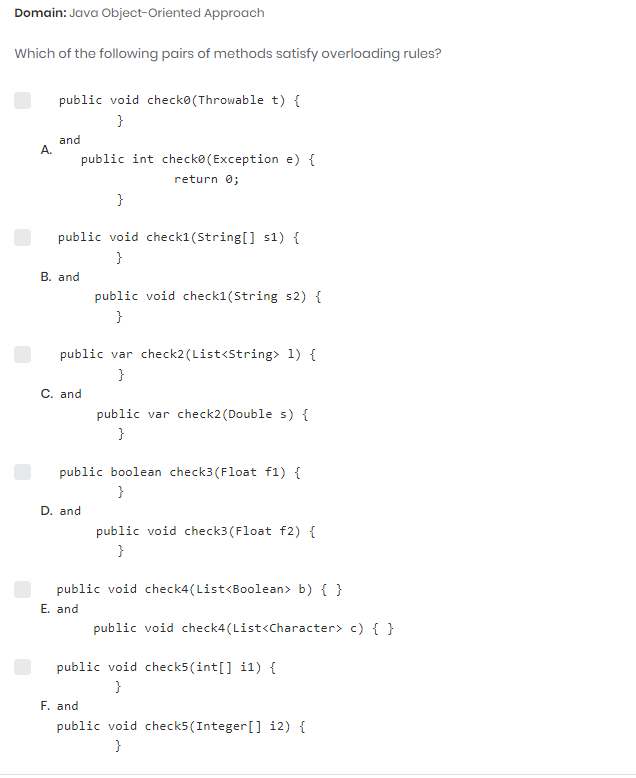 Domain: Java Object-Oriented Approach
Which of the following pairs of methods satisfy overloading rules?
public void check0(Throwable t) {
}
and
A.
public int check0(Exception e) {
return 0;
}
public void check1(String[] s1) {
}
B. and
public void check1(String s2) {
}
public var check2(List<String> l) {
}
C. and
public var check2(Double s) {
}
public boolean check3(Float f1) {
}
D. and
public void check3(Float f2) {
}
public void check4(List<Boolean> b) { }
E. and
public void check4(List<Character> c) { }
public void check5(int[] i1) {
}
F. and
public void check5(Integer[] i2) {
}